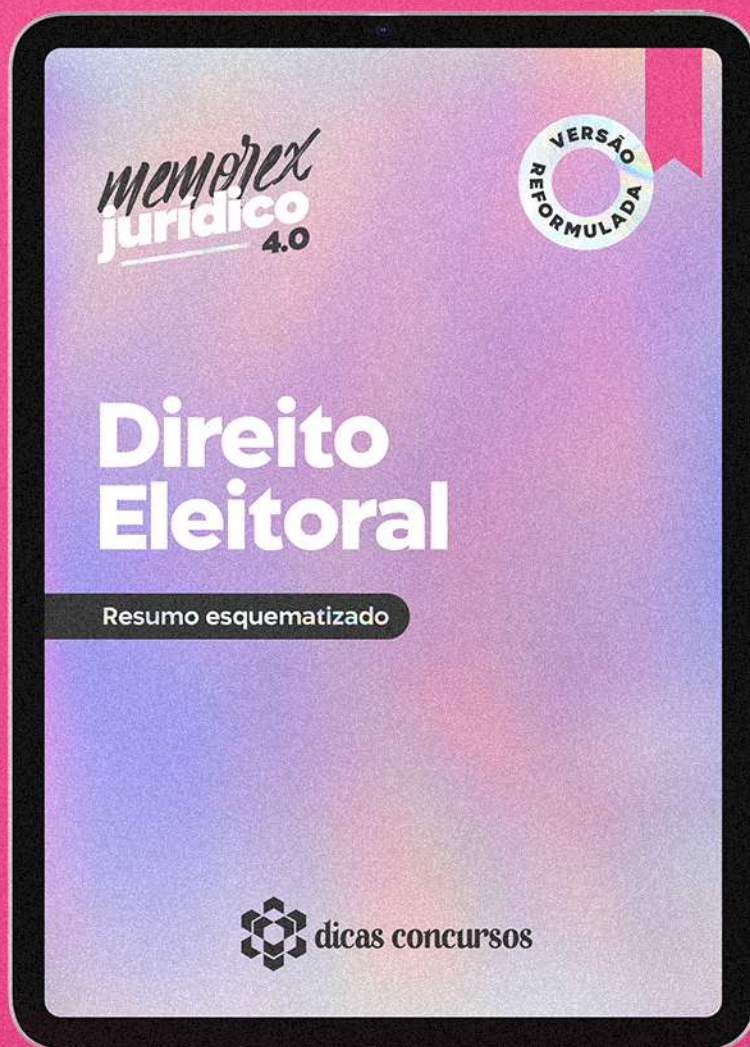 memorex
jurídico
4.0
VERSÃO
REFORMULADA
Direito
Eleitoral
Resumo esquematizado
dicas concursos